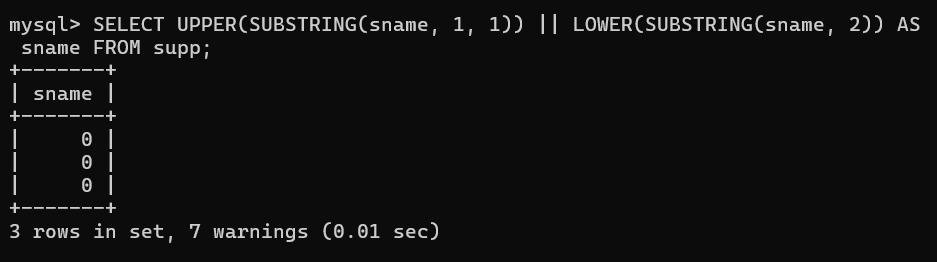 mysql> SELECT UPPER(SUBSTRING(sname, 1, 1)) || LOWER(SUBSTRING(sname, 2)) AS
 sname FROM supp;
+-------+
| sname |
+-------+
|     0 |
|     0 |
|     0 |
+-------+
3 rows in set, 7 warnings (0.01 sec)